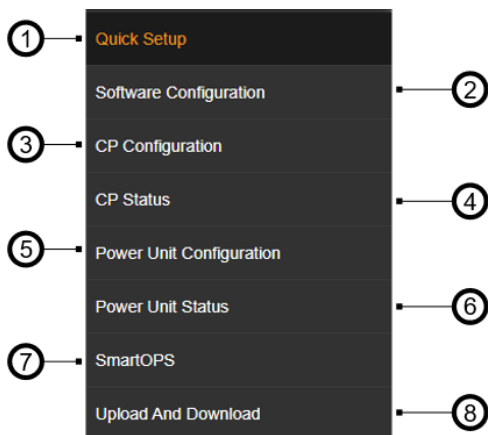 1 Quick Setup
Software Configuration 2
3 CP Configuration
CP Status 4
5 Power Unit Configuration
Power Unit Status 6
7 SmartOPS
Upload And Download 8